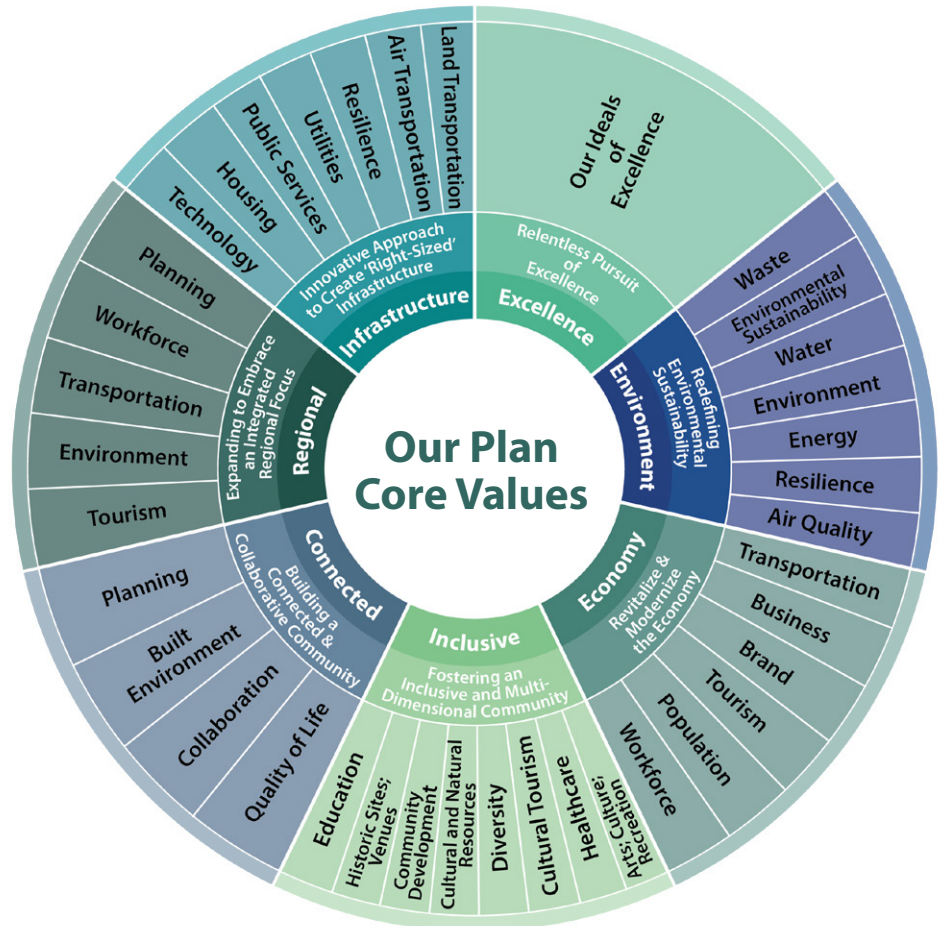 Our Plan
Core Values
Excellence
Relentless Pursuit
of
Excellence
Our Ideals
of
Excellence
Environment
Redefining
Environmental
Sustainability
Waste
Environmental
Sustainability
Water
Environment
Energy
Resilience
Air Quality
Economy
Revitalize &
Modernize
the Economy
Transportation
Business
Brand
Tourism
Population
Workforce
Inclusive
Fostering an
Inclusive and Multi-
Dimensional Community
Arts; Culture;
Recreation
Healthcare
Cultural Tourism
Diversity
Cultural and Natural
Resources
Community
Development
Historic Sites;
Venues
Education
Connected
Building a
Connected &
Collaborative Community
Quality of Life
Collaboration
Built
Environment
Planning
Regional
Expanding to Embrace
an Integrated
Regional Focus
Tourism
Environment
Transportation
Workforce
Planning
Infrastructure
Innovative Approach
to Create 'Right-Sized'
Infrastructure
Technology
Housing
Public Services
Utilities
Resilience
Air Transportation
Land Transportation